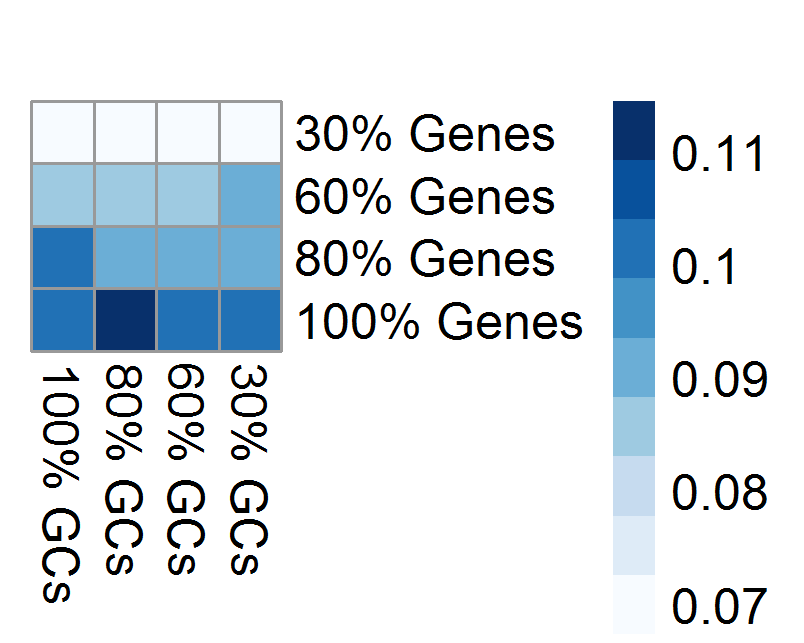 30% Genes
60% Genes
80% Genes
100% Genes
100% GCs
80% GCs
60% GCs
30% GCs
0.11
0.1
0.09
0.08
0.07